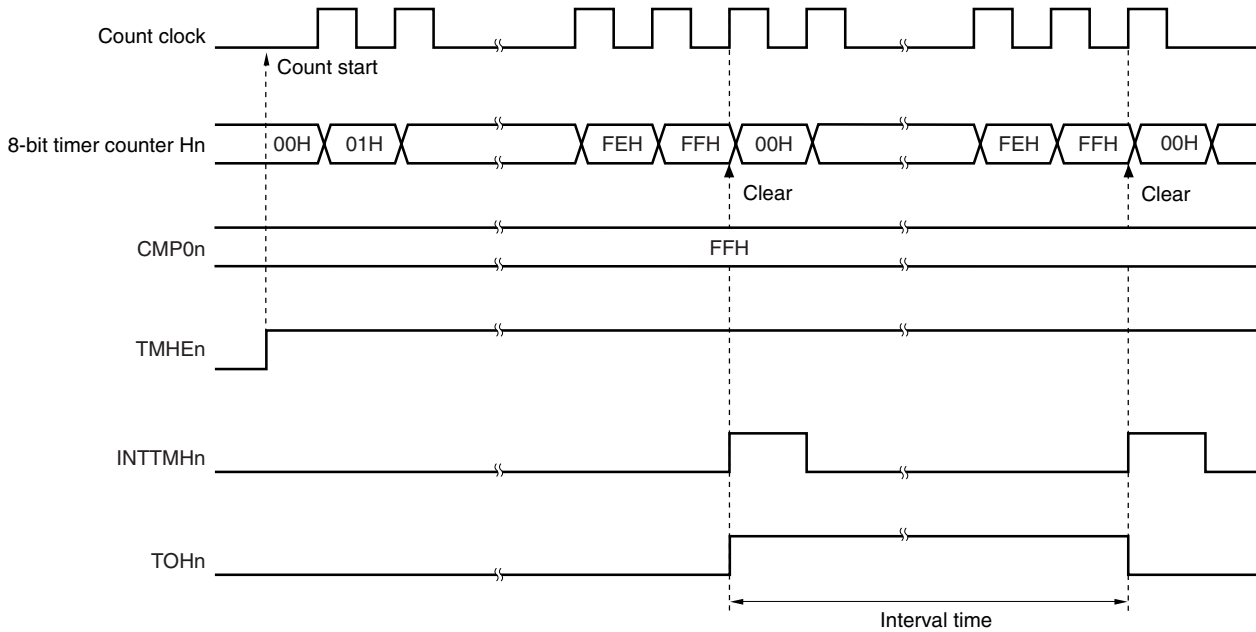 Count clock
Count start
8-bit timer counter Hn
00H 01H FEH FFH 00H FEH FFH 00H
Clear Clear
CMP0n
FFH
TMHEn
INTTMHn
TOHn
Interval time